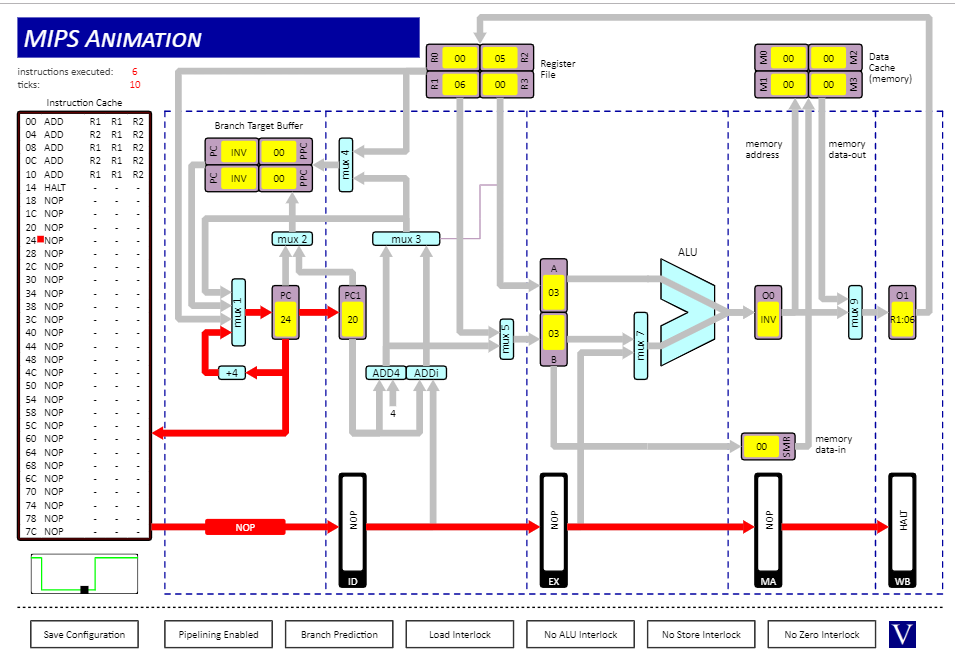 MIPS ANIMATION
instructions executed: 6
ticks: 10
Instruction Cache
00 ADD R1 R1 R2
04 ADD R2 R1 R2
08 ADD R1 R1 R2
0C ADD R2 R1 R2
10 ADD R1 R1 R2
14 HALT - - -
18 NOP - - -
1C NOP - - -
20 NOP - - -
24 NOP - - -
28 NOP - - -
2C NOP - - -
30 NOP - - -
34 NOP - - -
38 NOP - - -
3C NOP - - -
40 NOP - - -
44 NOP - - -
48 NOP - - -
4C NOP - - -
50 NOP - - -
54 NOP - - -
58 NOP - - -
5C NOP - - -
60 NOP - - -
64 NOP - - -
68 NOP - - -
6C NOP - - -
70 NOP - - -
74 NOP - - -
78 NOP - - -
7C NOP - - -
R0 00 05 R2
R1 06 00 R3
Register
File
M0 00 00 M2
M1 00 00 M3
Data
Cache
(memory)
Branch Target Buffer
PC INV 00 PPC
PC INV 00 PPC
mux 4
memory
address
memory
data-out
mux 2
mux 3
ALU
mux 1
PC
24
PC1
20
A
03
03
B
mux 5
mux 7
O0
INV
mux 9
O1
R1:06
+4
ADD4
ADDi
4
00 SMR
memory
data-in
NOP
NOP
ID
NOP
EX
NOP
MA
HALT
WB
Save Configuration
Pipelining Enabled
Branch Prediction
Load Interlock
No ALU Interlock
No Store Interlock
No Zero Interlock
V